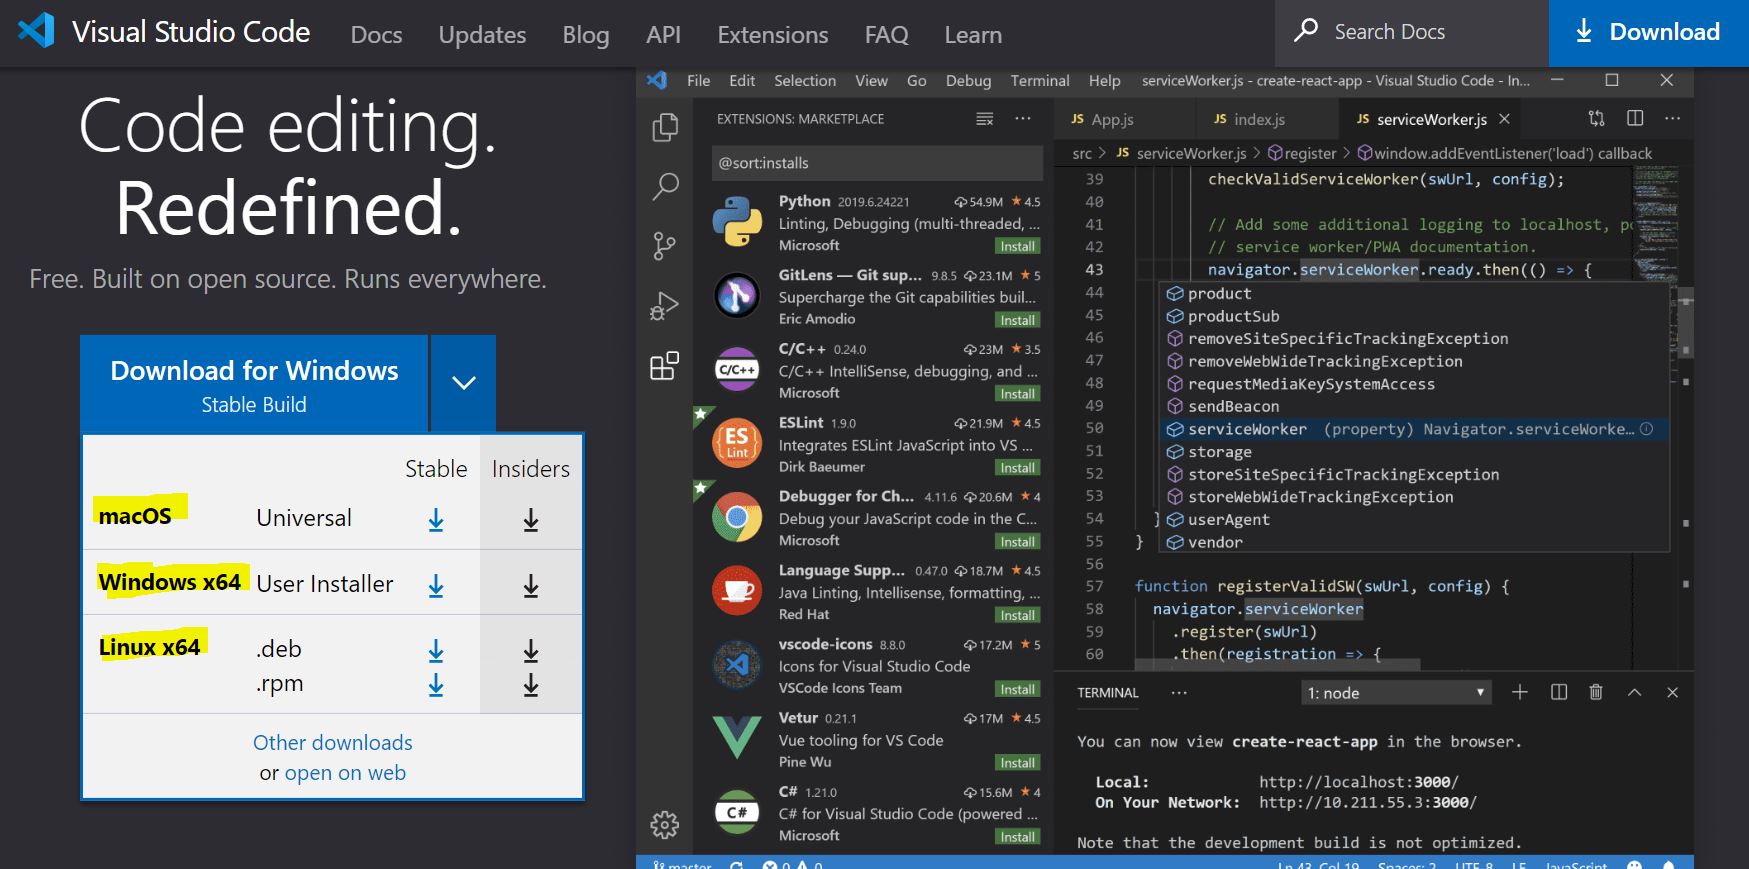 Visual Studio Code Docs Updates Blog API Extensions FAQ Learn Search Docs Download
Code editing.
Redefined.
Free. Built on open source. Runs everywhere.
Download for Windows
Stable Build
Stable Insiders
macOS Universal
Windows x64 User Installer
Linux x64 .deb
.rpm
Other downloads
or open on web
File Edit Selection View Go Debug Terminal Help serviceWorker.js - create-react-app - Visual Studio Code - In...
EXTENSIONS: MARKETPLACE
@sort:installs
Python 2019.6.24221 54.9M 4.5
Linting, Debugging (multi-threaded, ...
Microsoft Install
GitLens — Git sup... 9.8.5 23.1M 5
Supercharge the Git capabilities buil...
Eric Amodio Install
C/C++ 0.24.0 23M 3.5
C/C++ C/C++ IntelliSense, debugging, and ...
Microsoft Install
ESLint 1.9.0 21.9M 4.5
ES Lint Integrates ESLint JavaScript into VS ...
Dirk Baeumer Install
Debugger for Ch... 4.11.6 20.6M 4
Debug your JavaScript code in the C...
Microsoft Install
Language Supp... 0.47.0 18.7M 4.5
Java Linting, Intellisense, formatting, ...
Red Hat Install
vscode-icons 8.8.0 17.2M 5
Icons for Visual Studio Code
VSCode Icons Team Install
Vetur 0.21.1 17M 4.5
Vue tooling for VS Code
Pine Wu Install
C# 1.21.0 15.6M 4
C# C# for Visual Studio Code (powered ...
Microsoft Install
JS App.js JS index.js JS serviceWorker.js
src > JS serviceWorker.js > register > window.addEventListener('load') callback
39 checkValidServiceWorker(swUrl, config);
40
41 // Add some additional logging to localhost, po
42 // service worker/PWA documentation.
43 navigator.serviceWorker.ready.then(() => {
44 product
45 productSub
46 removeSiteSpecificTrackingException
47 removeWebWideTrackingException
48 requestMediaKeySystemAccess
49 sendBeacon
50 serviceWorker (property) Navigator.serviceWorke...
51 storage
52 storeSiteSpecificTrackingException
53 storeWebWideTrackingException
54 } userAgent
55 } vendor
56
57 function registerValidSW(swUrl, config) {
58 navigator.serviceWorker
59 .register(swUrl)
60 .then(registration => {
TERMINAL ... 1: node
You can now view create-react-app in the browser.
Local: http://localhost:3000/
On Your Network: http://10.211.55.3:3000/
Note that the development build is not optimized.
master 0 0 Ln 43, Col 19 Spaces: 2 UTF-8 LF JavaScript